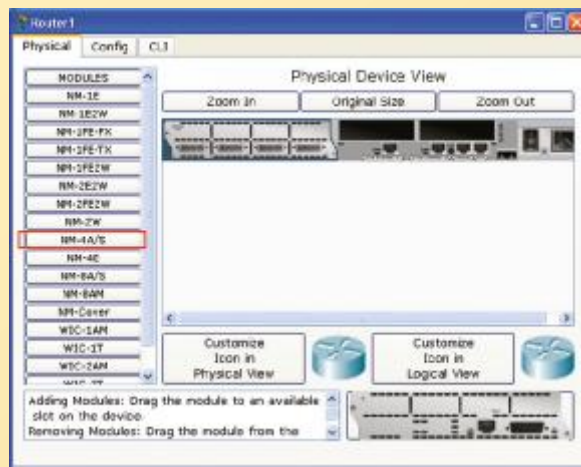 Router1
Physical Config CLI
MODULES
NM-1E
NM-1E2W
NM-1FE-FX
NM-1FE-TX
NM-1FE2W
NM-2E2W
NM-2FE2W
NM-2W
NM-4A/S
NM-4E
NM-8A/S
NM-8AM
NM-Cover
WIC-1AM
WIC-1T
WIC-2AM
WIC-2T
Physical Device View
Zoom In Original Size Zoom Out
Customize
Icon in
Physical View
Customize
Icon in
Logical View
Adding Modules: Drag the module to an available
slot on the device.
Removing Modules: Drag the module from the